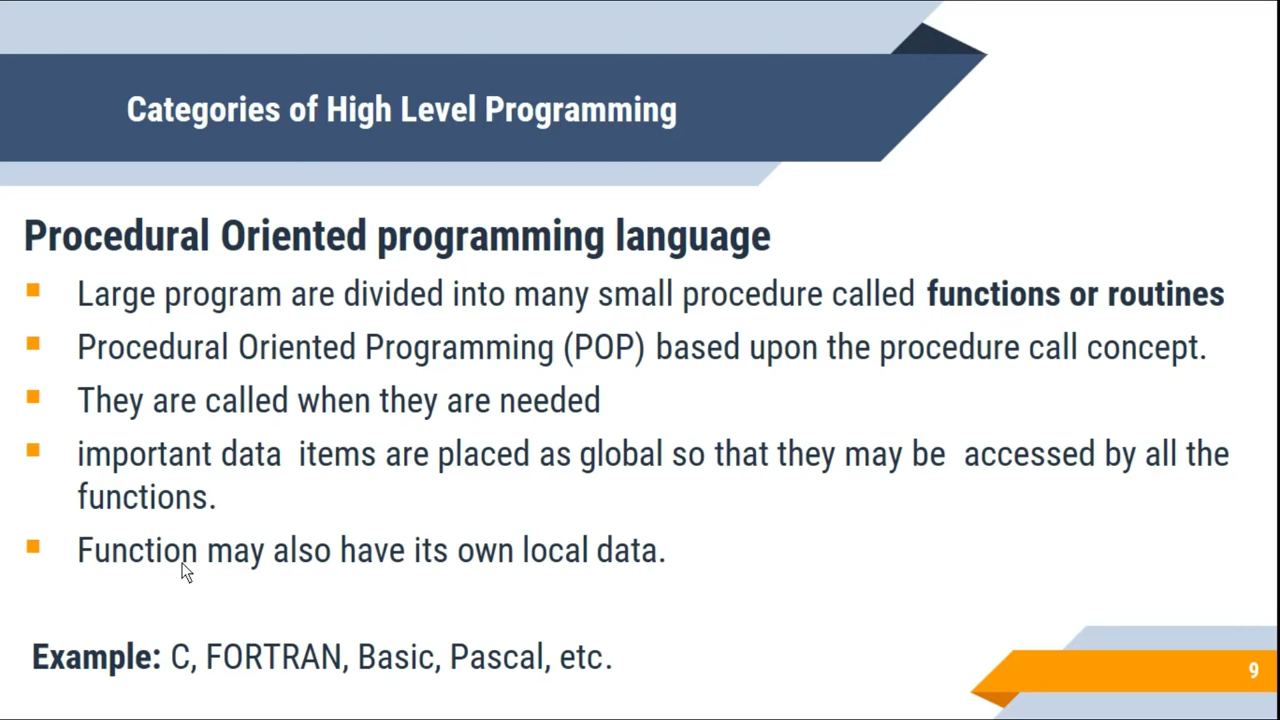 Categories of High Level Programming
Procedural Oriented programming language
Large program are divided into many small procedure called functions or routines
Procedural Oriented Programming (POP) based upon the procedure call concept.
They are called when they are needed
important data items are placed as global so that they may be accessed by all the
functions.
Function may also have its own local data.
Example: C, FORTRAN, Basic, Pascal, etc.
9